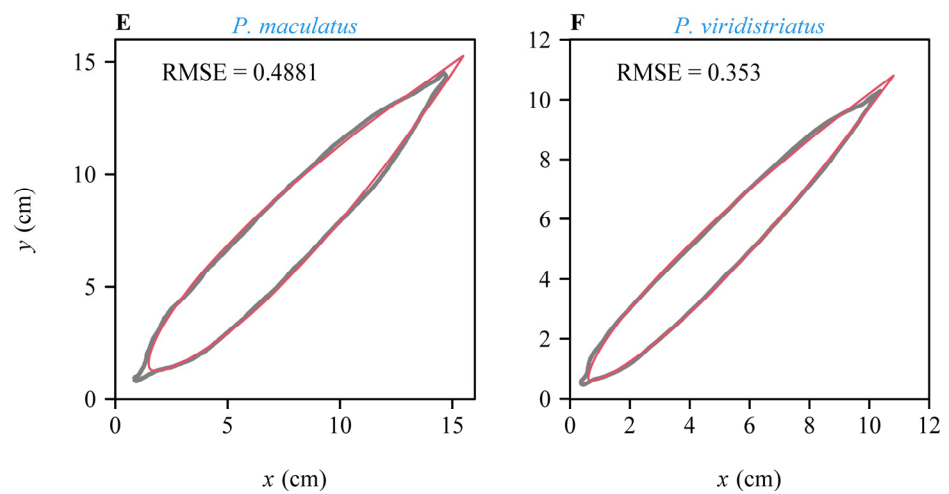 E P. maculatus
RMSE = 0.4881
15
10
5
0
0 5 10 15
y (cm)
x (cm)
F P. viridistriatus
RMSE = 0.353
12
10
8
6
4
2
0
0 2 4 6 8 10 12
x (cm)